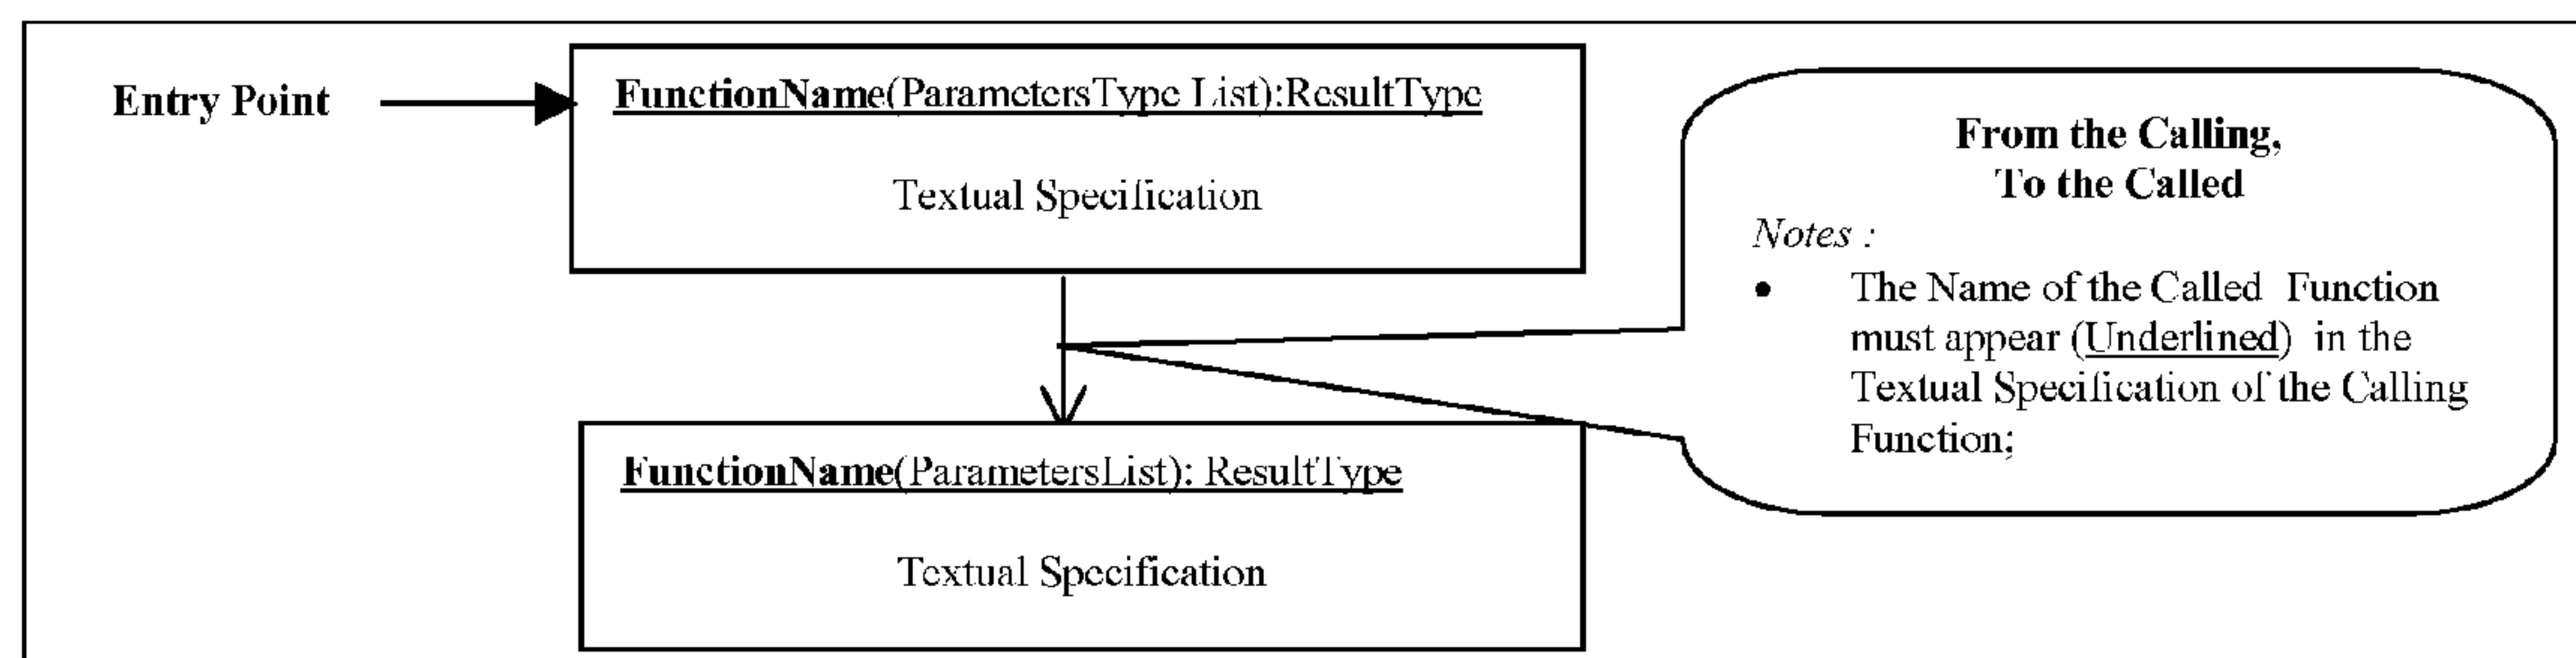 Entry Point
FunctionName(ParametersType List):ResultType
Textual Specification
From the Calling,
To the Called
Notes :
• The Name of the Called Function
must appear (Underlined) in the
Textual Specification of the Calling
Function;
FunctionName(ParametersList): ResultType
Textual Specification